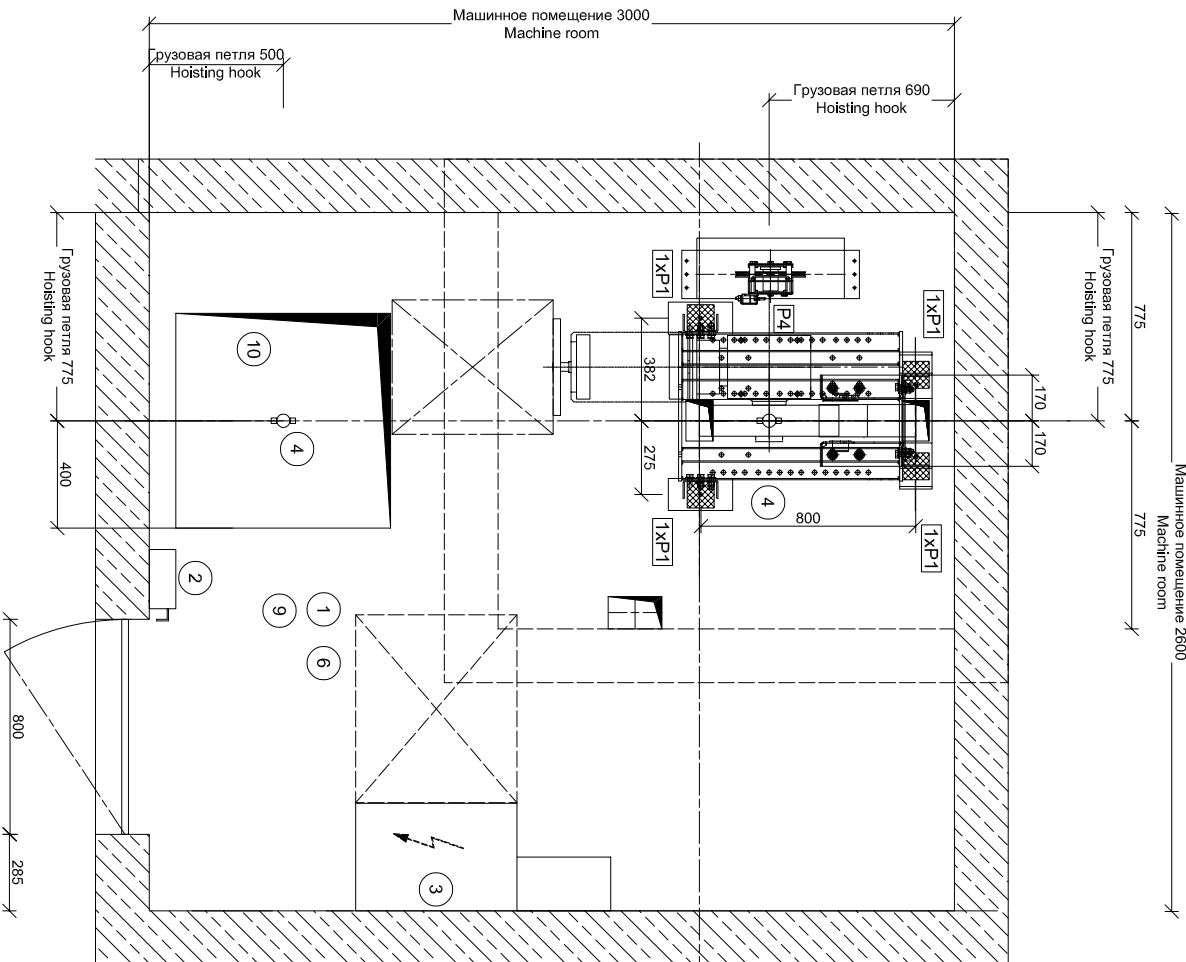 Машинное помещение 3000
Machine room
Грузовая петля 500
Hoisting hook
Грузовая петля 690
Hoisting hook
Грузовая петля 775
Hoisting hook
400
800
285
10
4
2
9
1
6
3
1xP1
P4
1xP1
382
275
4
1xP1
1xP1
800
170
170
Грузовая петля 775
Hoisting hook
775
775
Машинное помещение 2600
Machine room